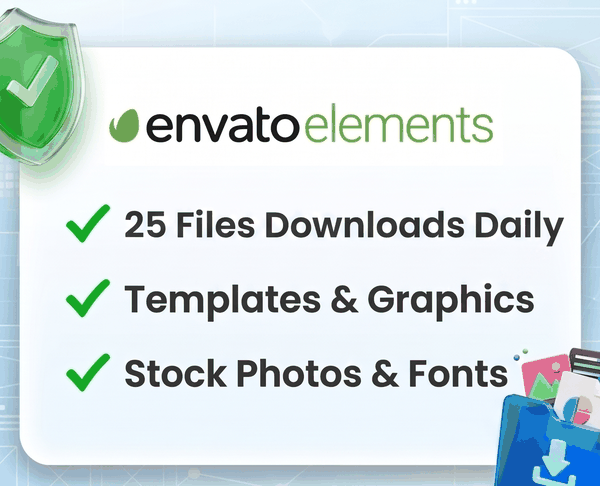 envato elements
25 Files Downloads Daily
Templates & Graphics
Stock Photos & Fonts